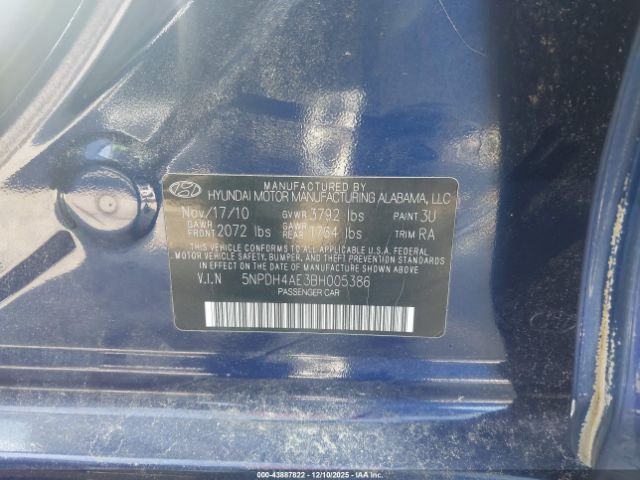 MANUFACTURED BY
HYUNDAI MOTOR MANUFACTURING ALABAMA, LLC
Nov/17/10 GVWR 3792 lbs PAINT 3U
GAWR FRONT 2072 lbs GAWR REAR 1764 lbs TRIM RA
THIS VEHICLE CONFORMS TO ALL APPLICABLE U.S.A. FEDERAL
MOTOR VEHICLE SAFETY, BUMPER, AND THEFT PREVENTION
STANDARDS IN EFFECT ON THE DATE OF MANUFACTURE SHOWN ABOVE.
V.I.N 5NPDH4AE3BH005386
PASSENGER CAR
000-43887822 - 12/10/2025 - IAAI.COM